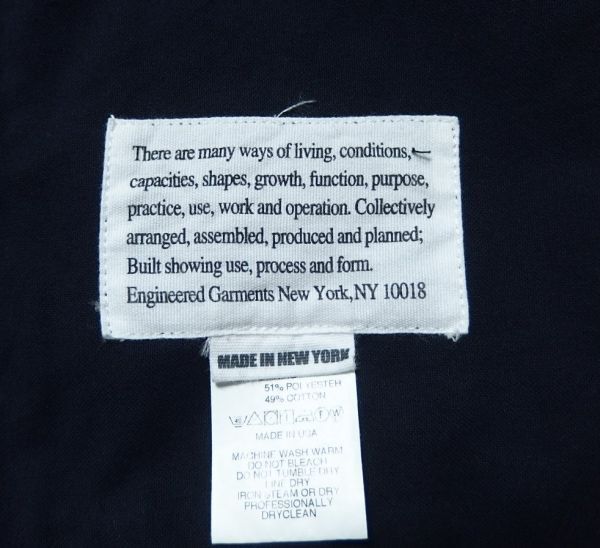 There are many ways of living, conditions,
capacities, shapes, growth, function, purpose,
practice, use, work and operation. Collectively
arranged, assembled, produced and planned;
Built showing use, process and form.
Engineered Garments New York,NY 10018
MADE IN NEW YORK
51% POLYESTER
49% COTTON
MADE IN USA
MACHINE WASH WARM
DO NOT BLEACH
DO NOT TUMBLE DRY
LINE DRY
IRON STEAM OR DRY
PROFESSIONALLY
DRYCLEAN